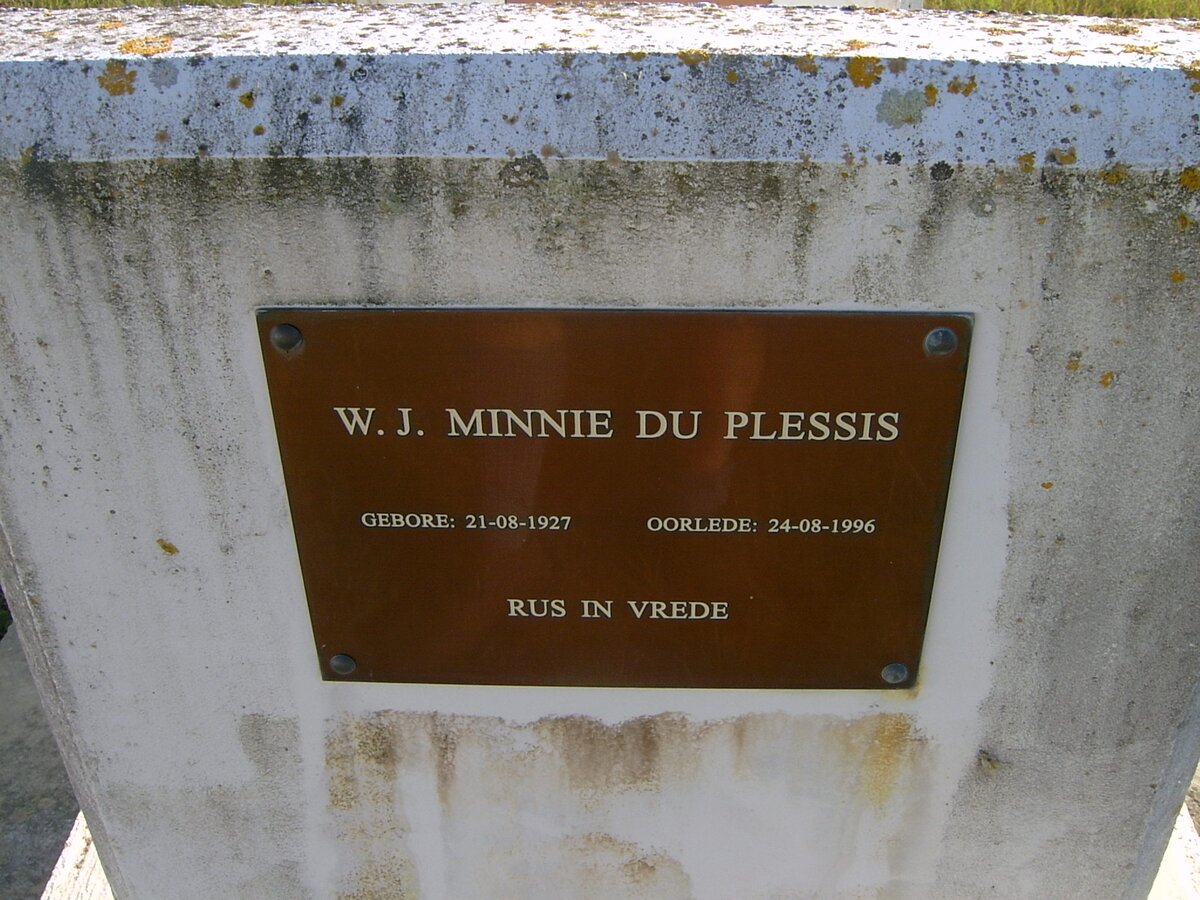 W. J. MINNIE DU PLESSIS
GEBORE: 21-08-1927 OORLEDE: 24-08-1996
RUS IN VREDE